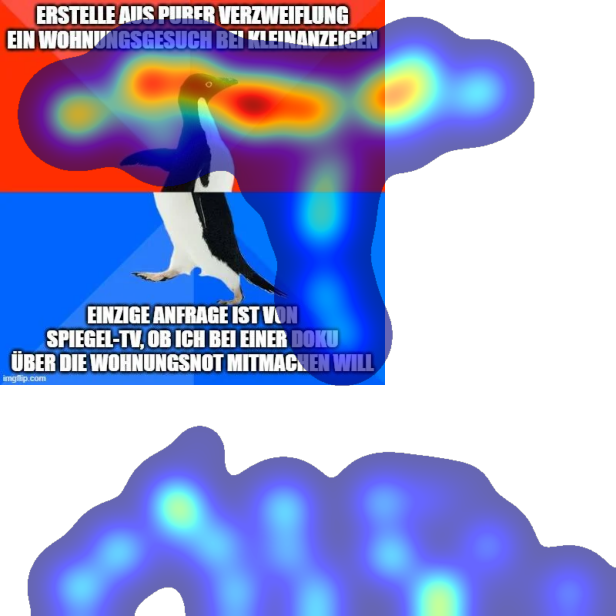 ERSTELLE AUS PURER VERZWEIFLUNG
EIN WOHNUNGSGESUCH BEI KLEINANZEIGEN
EINZIGE ANFRAGE IST VON
SPIEGEL-TV, OB ICH BEI EINER DOKU
ÜBER DIE WOHNUNGSNOT MITMACHEN WILL
imgflip.com